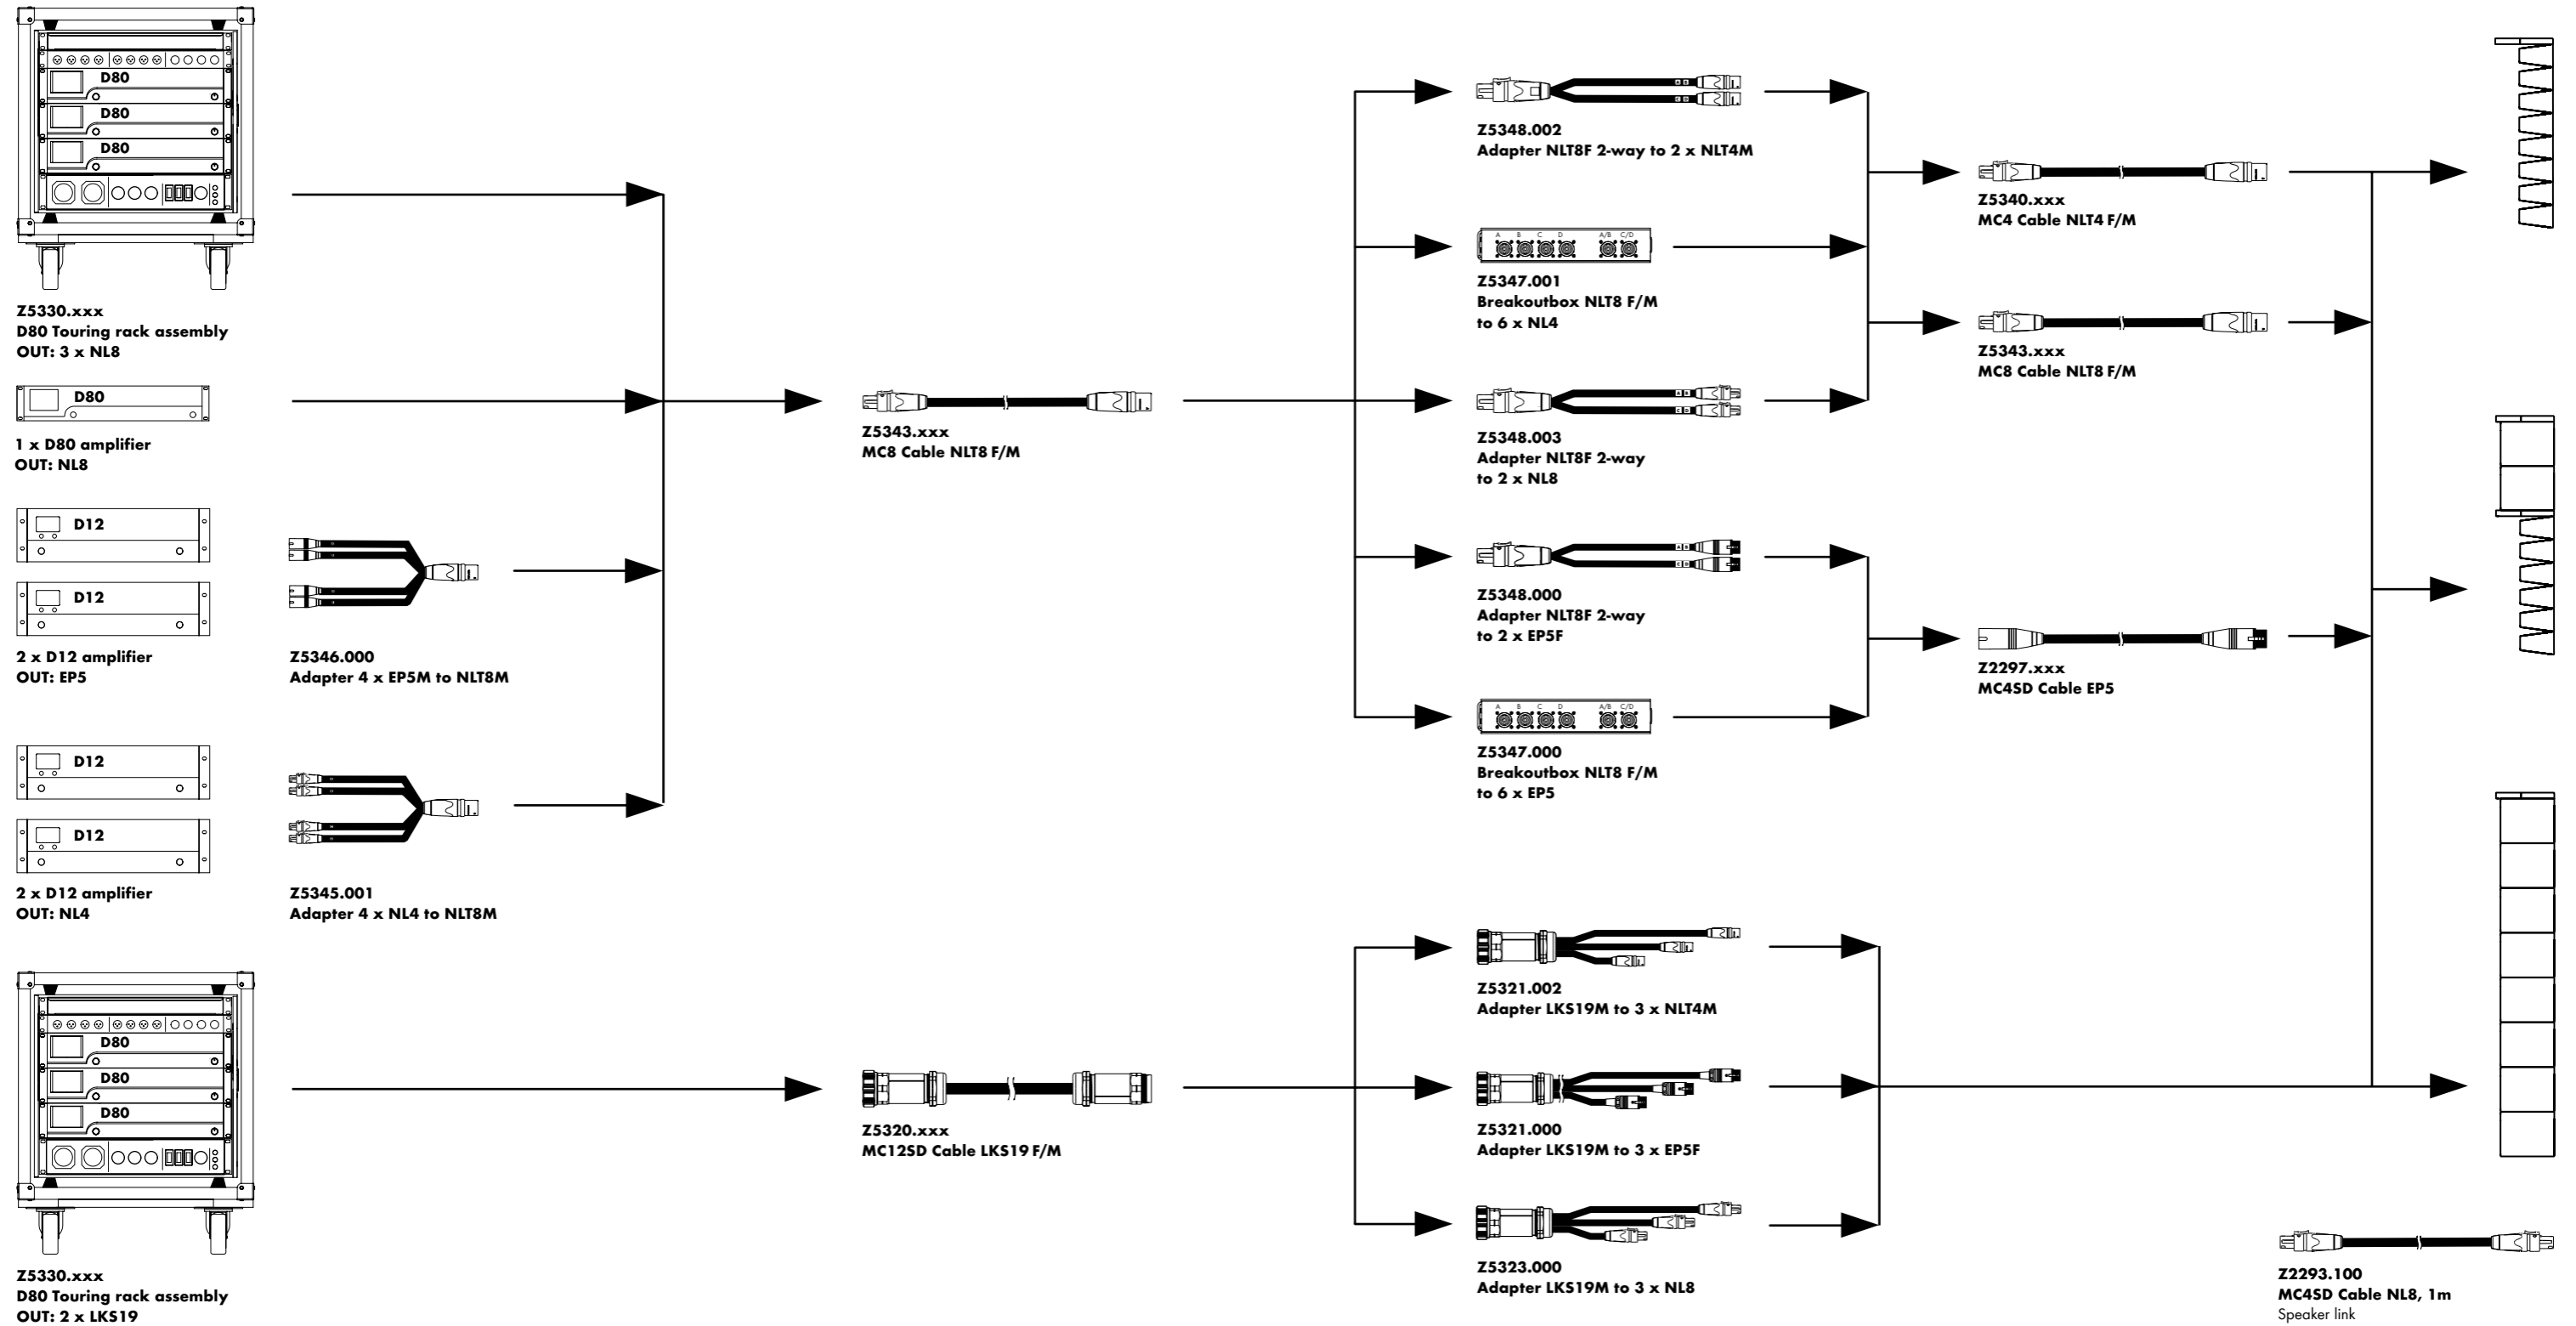 D80
D80
D80
Z5330.xxx
D80 Touring rack assembly
OUT: 3 x NL8
D80
1 x D80 amplifier
OUT: NL8
D12
D12
2 x D12 amplifier
OUT: EP5
Z5346.000
Adapter 4 x EP5M to NLT8M
D12
D12
2 x D12 amplifier
OUT: NL4
Z5345.001
Adapter 4 x NL4 to NLT8M
D80
D80
D80
Z5330.xxx
D80 Touring rack assembly
OUT: 2 x LKS19
Z5343.xxx
MC8 Cable NLT8 F/M
Z5320.xxx
MC12SD Cable LKS19 F/M
Z5348.002
Adapter NLT8F 2-way to 2 x NLT4M
A B C D A/B C/D
Z5347.001
Breakoutbox NLT8 F/M
to 6 x NL4
Z5348.003
Adapter NLT8F 2-way
to 2 x NL8
Z5348.000
Adapter NLT8F 2-way
to 2 x EP5F
A B C D A/B C/D
Z5347.000
Breakoutbox NLT8 F/M
to 6 x EP5
Z5321.002
Adapter LKS19M to 3 x NLT4M
Z5321.000
Adapter LKS19M to 3 x EP5F
Z5323.000
Adapter LKS19M to 3 x NL8
Z5340.xxx
MC4 Cable NLT4 F/M
Z5343.xxx
MC8 Cable NLT8 F/M
Z2297.xxx
MC4SD Cable EP5
Z2293.100
MC4SD Cable NL8, 1m
Speaker link